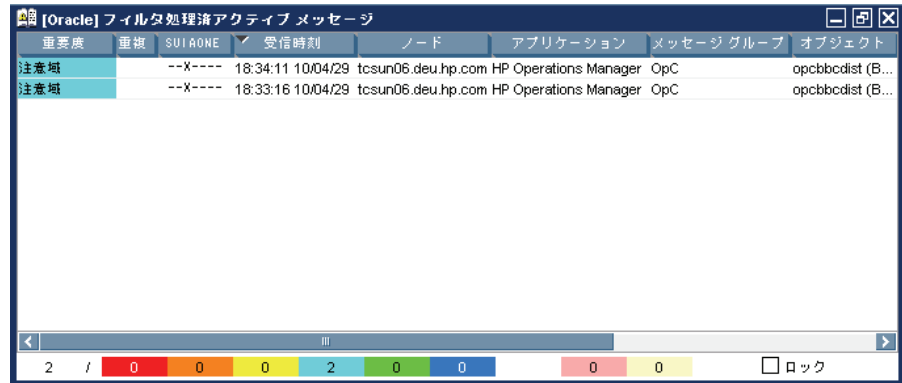 [Oracle] フィルタ処理済アクティブ メッセージ
重要度 重複 SUIAONE 受信時刻 ノード アプリケーション メッセージ グループ オブジェクト
注意域 --X---- 18:34:11 10/04/29 tcsun06.deu.hp.com HP Operations Manager OpC opcbbcdist (B...
注意域 --X---- 18:33:16 10/04/29 tcsun06.deu.hp.com HP Operations Manager OpC opcbbcdist (B...
2 / 0 0 0 2 0 0 0 0 ロック